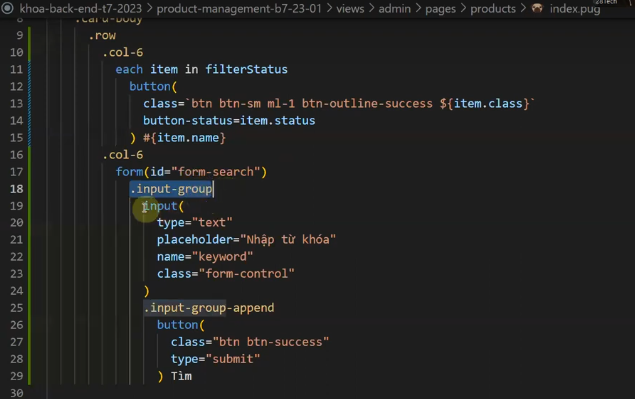 khoa-back-end-t7-2023 > product-management-b7-23-01 > views > admin > pages > products > index.pug
8 .card-body
9 .row
10 .col-6
11 each item in filterStatus
12 button(
13 class=`btn btn-sm ml-1 btn-outline-success ${item.class}`
14 button-status=item.status
15 ) #{item.name}
16 .col-6
17 form(id="form-search")
18 .input-group
19 input(
20 type="text"
21 placeholder="Nhập từ khóa"
22 name="keyword"
23 class="form-control"
24 )
25 .input-group-append
26 button(
27 class="btn btn-success"
28 type="submit"
29 ) Tìm
30